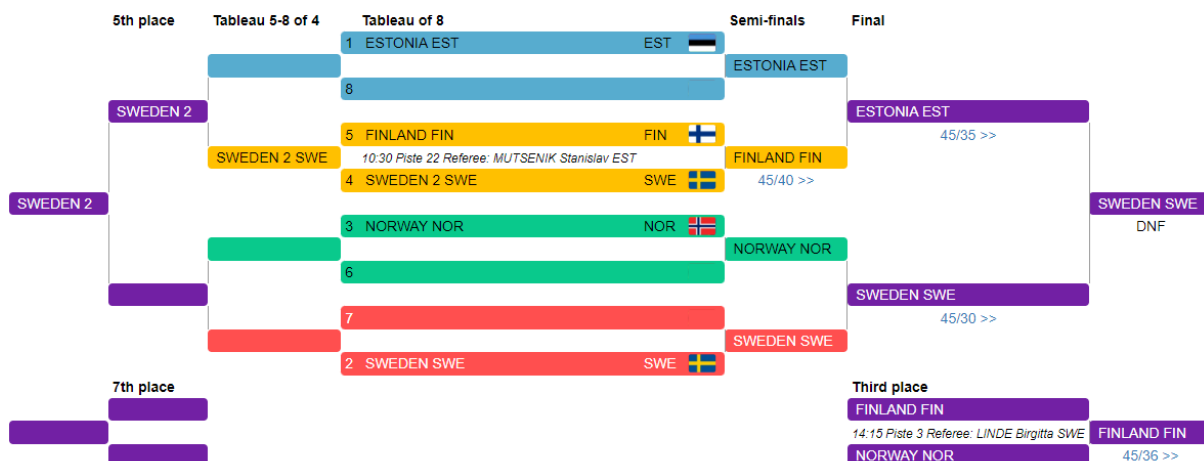 5th place Tableau 5-8 of 4 Tableau of 8 Semi-finals Final
1 ESTONIA EST EST
ESTONIA EST
8
SWEDEN 2 ESTONIA EST
5 FINLAND FIN FIN 45/35 >>
SWEDEN 2 SWE 10:30 Piste 22 Referee: MUTSENIK Stanislav EST FINLAND FIN
4 SWEDEN 2 SWE SWE 45/40 >>
SWEDEN 2 SWEDEN SWE
3 NORWAY NOR NOR DNF
NORWAY NOR
6
SWEDEN SWE
7 45/30 >>
SWEDEN SWE
2 SWEDEN SWE SWE
7th place Third place
FINLAND FIN
14:15 Piste 3 Referee: LINDE Birgitta SWE FINLAND FIN
NORWAY NOR 45/36 >>